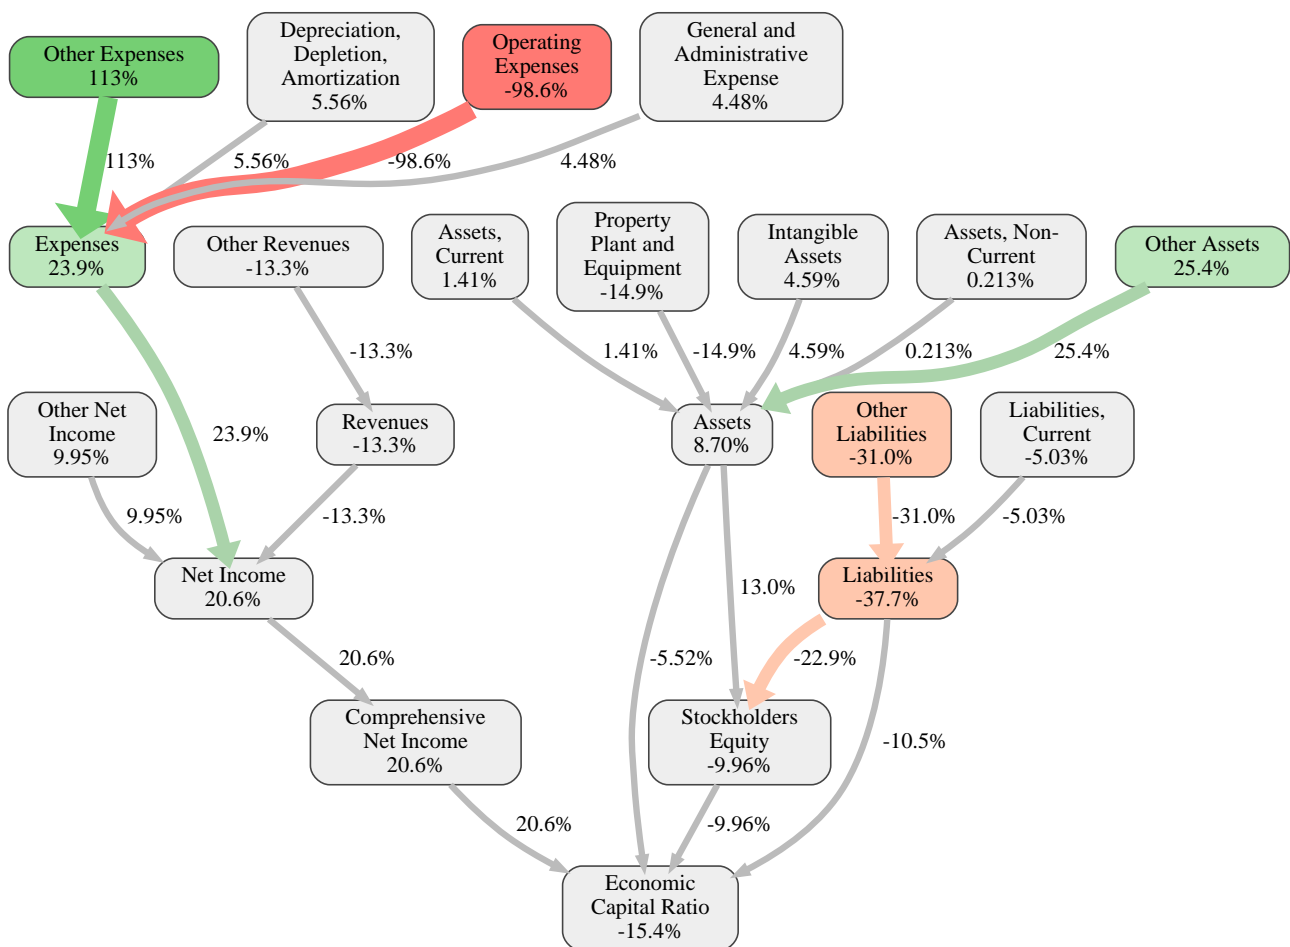 Other Expenses
113%
Depreciation,
Depletion,
Amortization
5.56%
Operating
Expenses
-98.6%
General and
Administrative
Expense
4.48%
113%
5.56%
-98.6%
4.48%
Expenses
23.9%
Other Revenues
-13.3%
Assets,
Current
1.41%
Property
Plant and
Equipment
-14.9%
Intangible
Assets
4.59%
Assets, Non-
Current
0.213%
Other Assets
25.4%
-13.3%
1.41%
-14.9%
4.59%
0.213%
25.4%
Other Net
Income
9.95%
23.9%
Revenues
-13.3%
Assets
8.70%
Other
Liabilities
-31.0%
Liabilities,
Current
-5.03%
9.95%
-13.3%
-31.0%
-5.03%
Net Income
20.6%
13.0%
Liabilities
-37.7%
20.6%
-5.52%
-22.9%
Comprehensive
Net Income
20.6%
Stockholders
Equity
-9.96%
-10.5%
20.6%
-9.96%
Economic
Capital Ratio
-15.4%